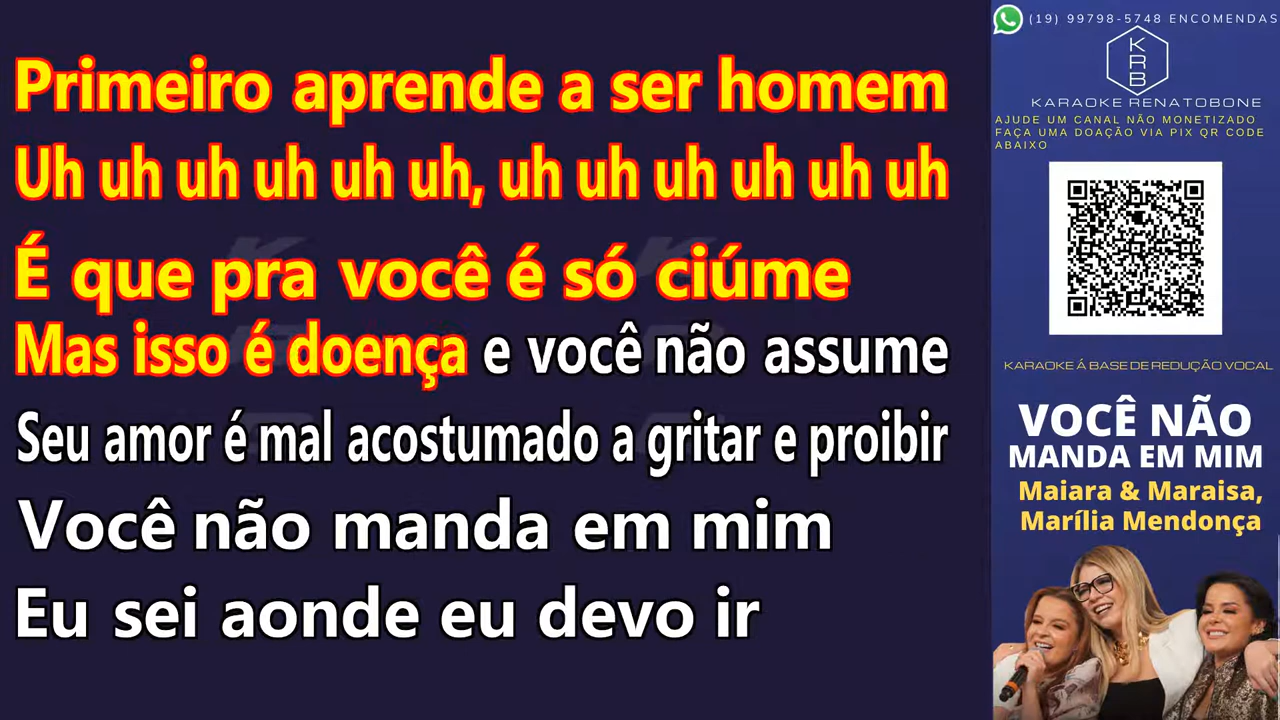 Primeiro aprende a ser homem
Uh uh uh uh uh uh, uh uh uh uh uh uh
É que pra você é só ciúme
Mas isso é doença e você não assume
Seu amor é mal acostumado a gritar e proibir
Você não manda em mim
Eu sei aonde eu devo ir
(19) 99798-5748 ENCOMENDAS
K
R
B
KARAOKE RENATOBONE
AJUDE UM CANAL NÃO MONETIZADO
FAÇA UMA DOAÇÃO VIA PIX QR CODE
ABAIXO
KARAOKE Á BASE DE REDUÇÃO VOCAL
VOCÊ NÃO
MANDA EM MIM
Maiara & Maraisa,
Marília Mendonça